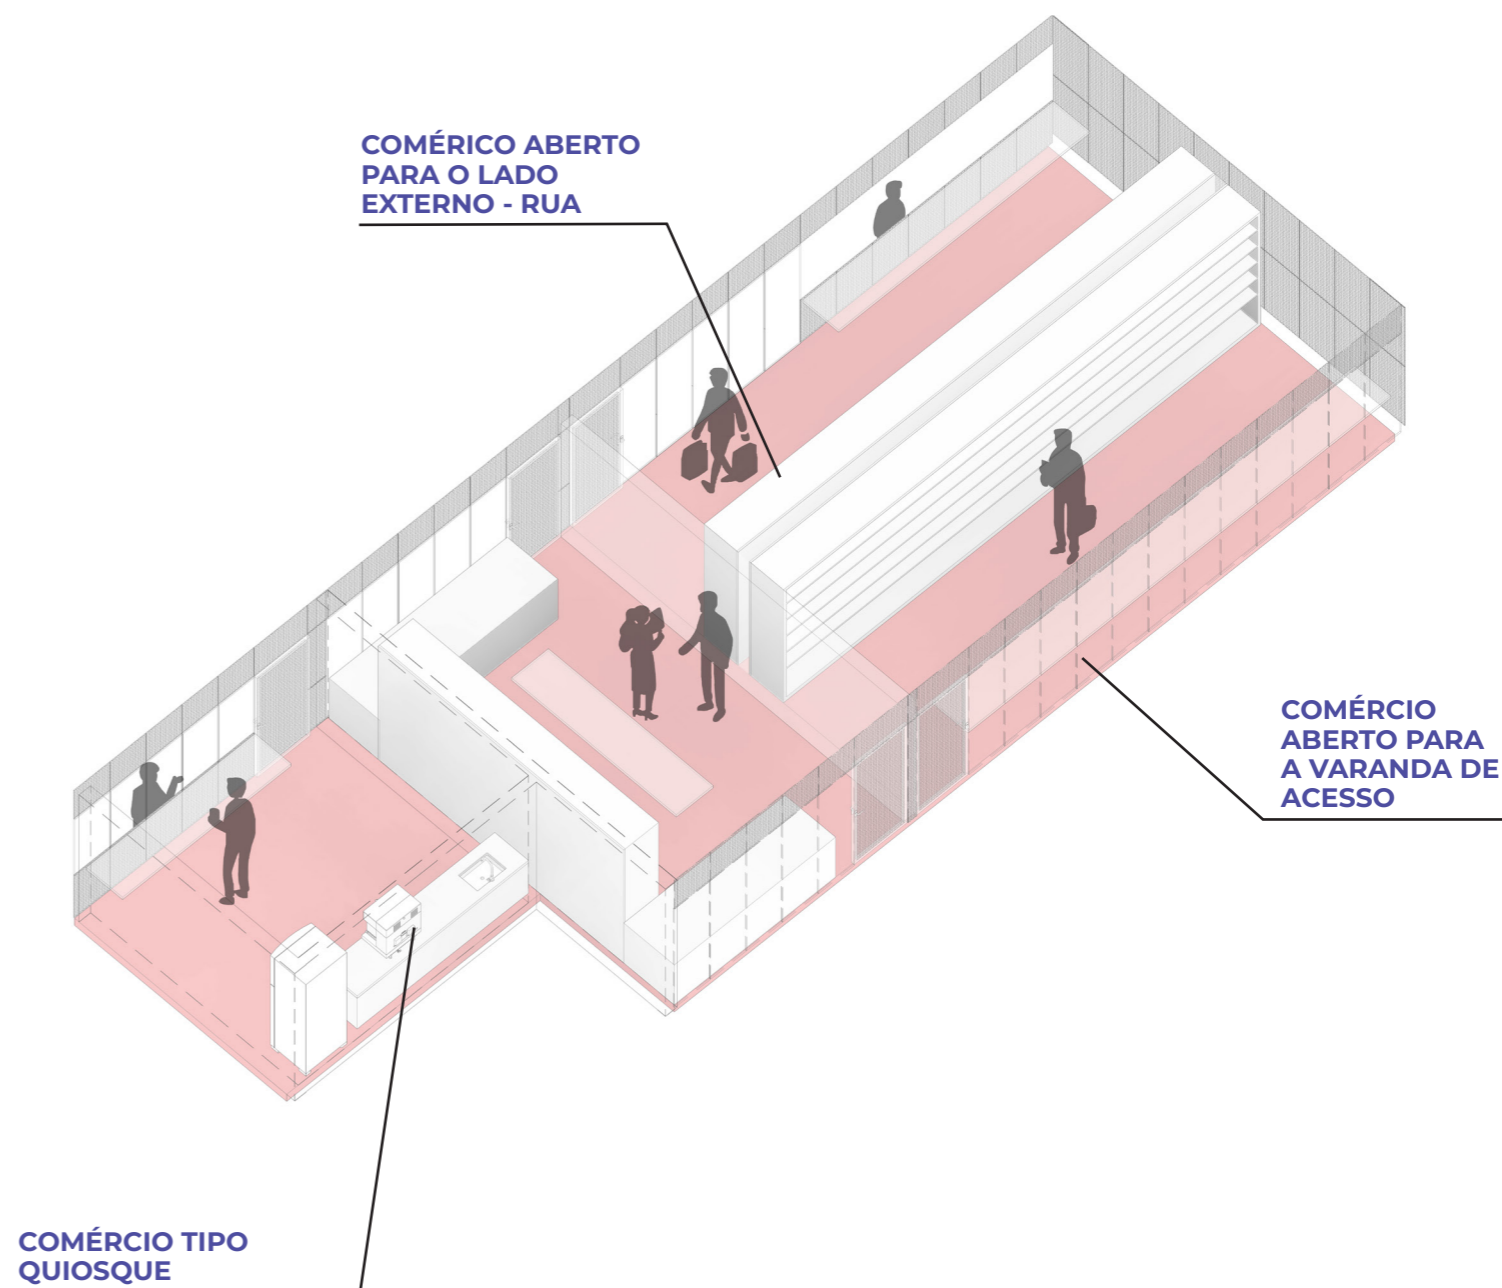 COMÉRICO ABERTO
PARA O LADO
EXTERNO - RUA
COMÉRCIO
ABERTO PARA
A VARANDA DE
ACESSO
COMÉRCIO TIPO
QUIOSQUE